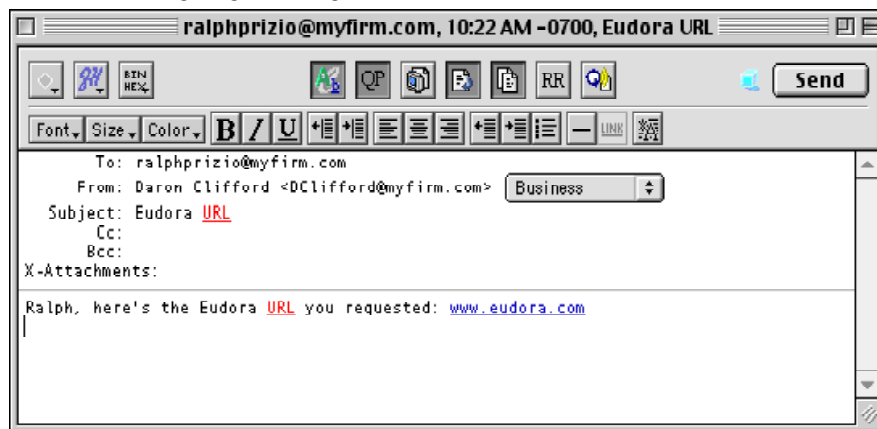 ralphprizio@myfirm.com, 10:22 AM -0700, Eudora URL
BIN HEX QP RR Send
Font Size Color B I U LINK
To: ralphprizio@myfirm.com
From: Daron Clifford <DClifford@myfirm.com> Business
Subject: Eudora URL
Cc:
Bcc:
X-Attachments:
Ralph, here's the Eudora URL you requested: www.eudora.com